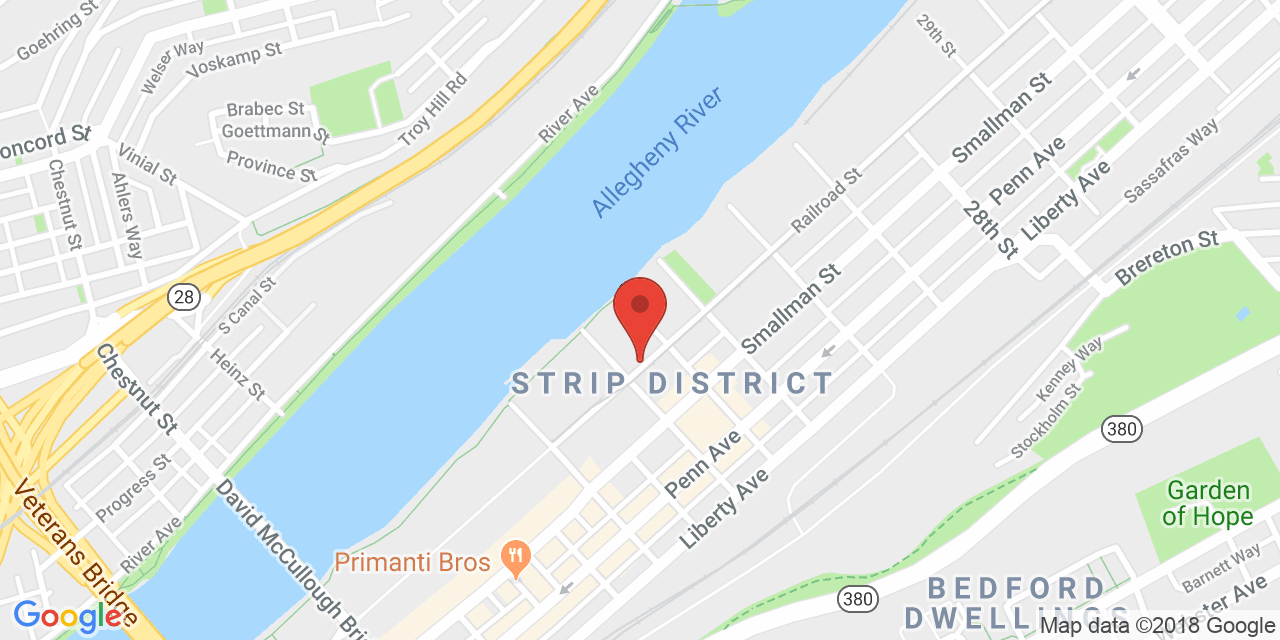 Goehring St
Weiser Way
Voskamp St
29th St
Smallman St
Brabec St
Goettmann St
Troy Hill Rd
River Ave
Allegheny River
oncord St
Vinial St
Province St
Penn Ave
Sassafras Way
Chestnut St
Ahlers Way
Railroad St
Liberty Ave
28th St
Brereton St
28
S Canal St
Smallman St
Chestnut St
Heinz St
STRIP DISTRICT
Kenney Way
Stockholm St
380
Progress St
Penn Ave
Liberty Ave
Garden
of Hope
Veterans Bridge
River Ave
David McCullough Bri
Primanti Bros
Barnett Way
380
BEDFORD
DWELLINGS
Google
Map data ©2018 Google